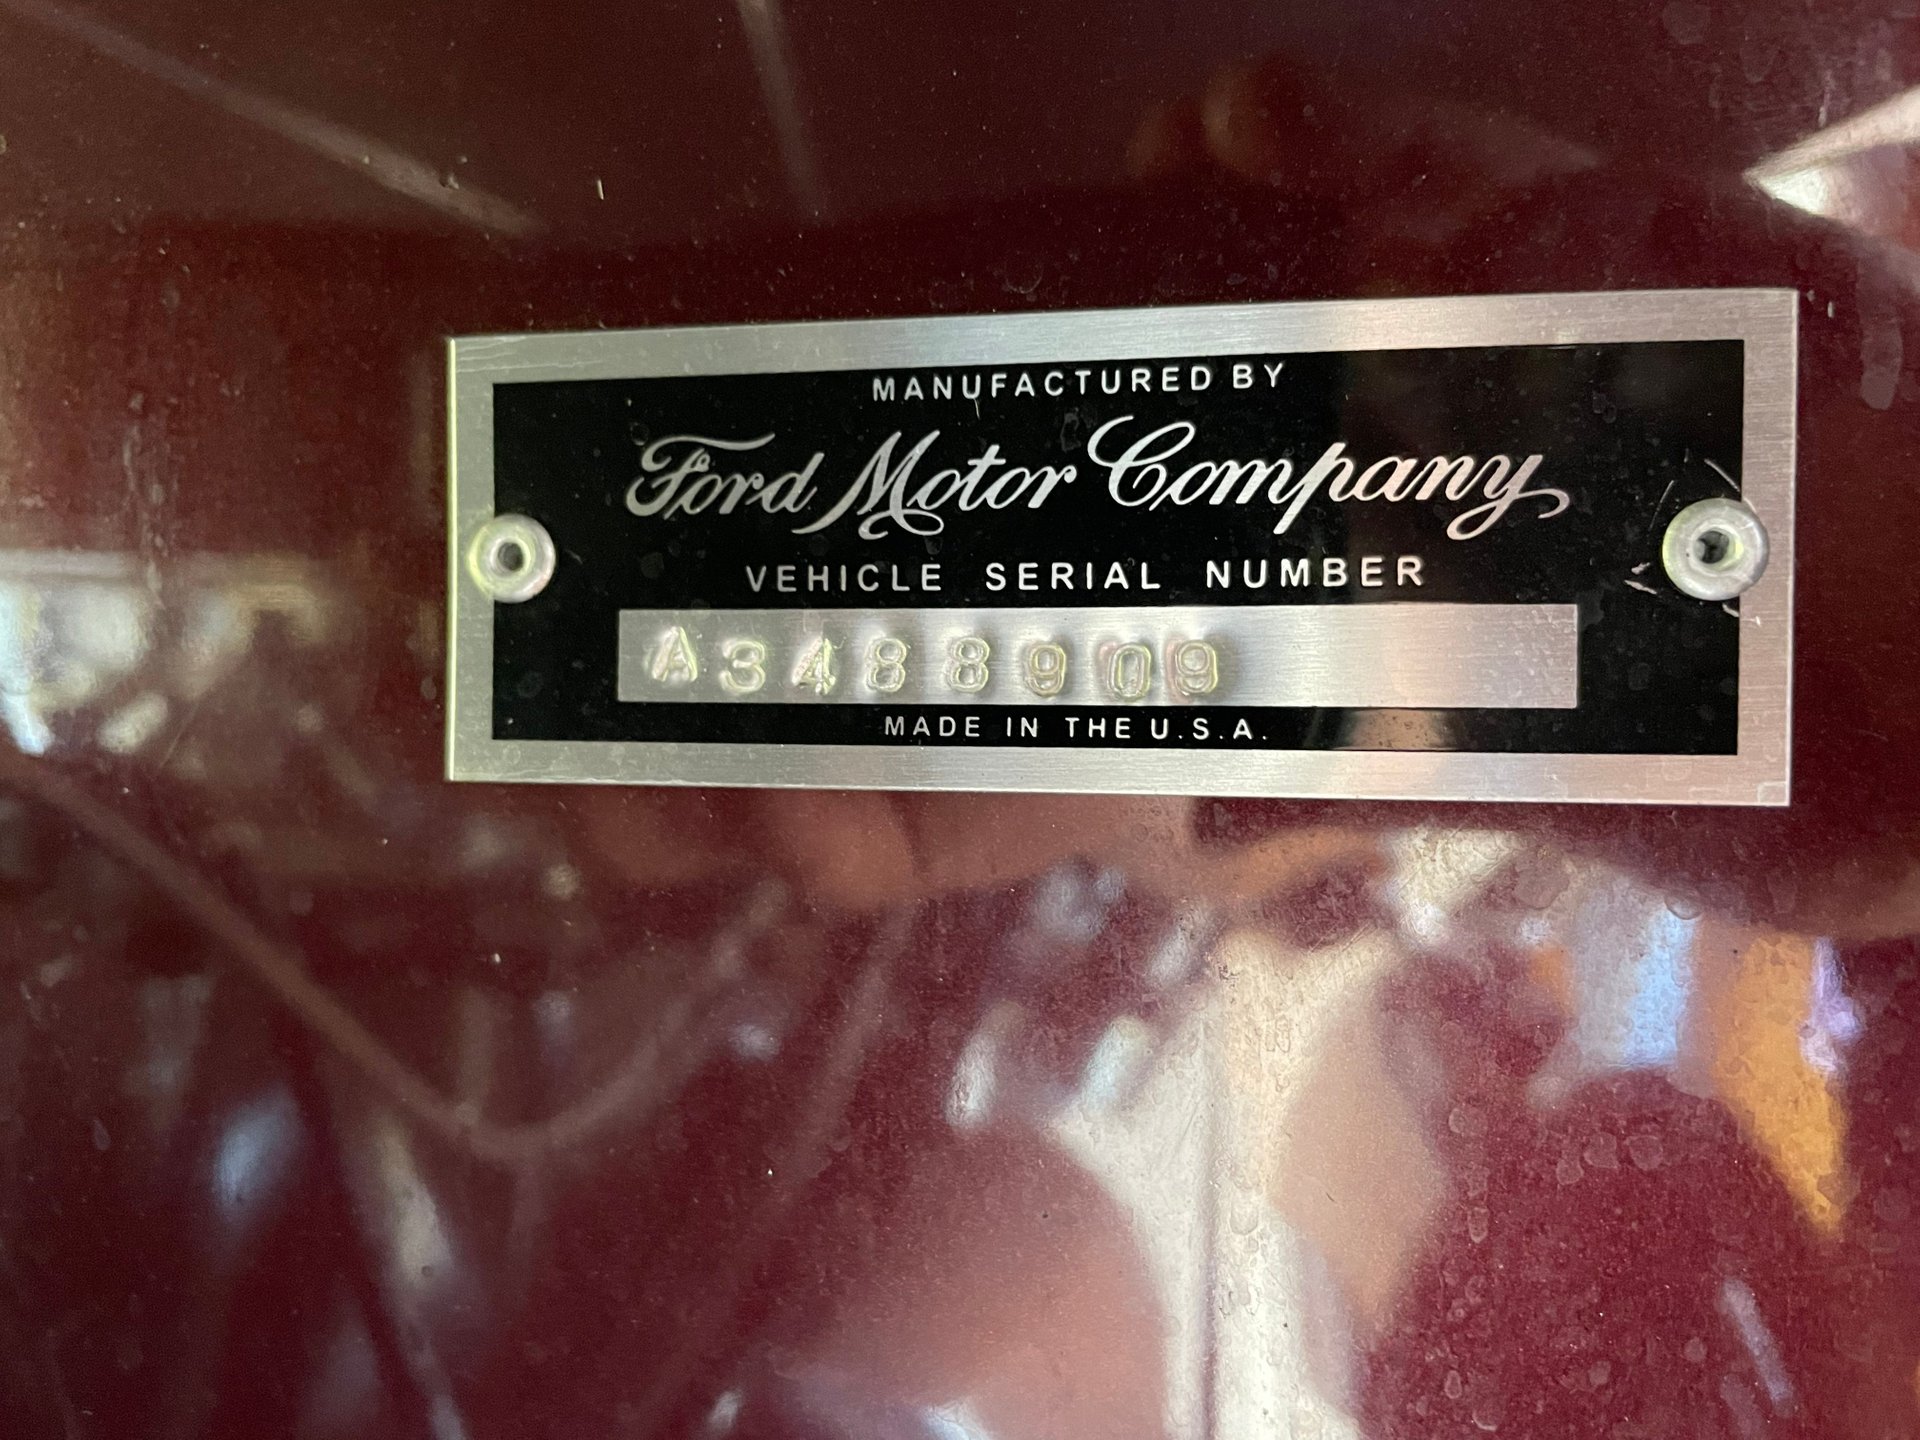 MANUFACTURED BY
Ford Motor Company
VEHICLE SERIAL NUMBER
A3488909
MADE IN THE U.S.A.